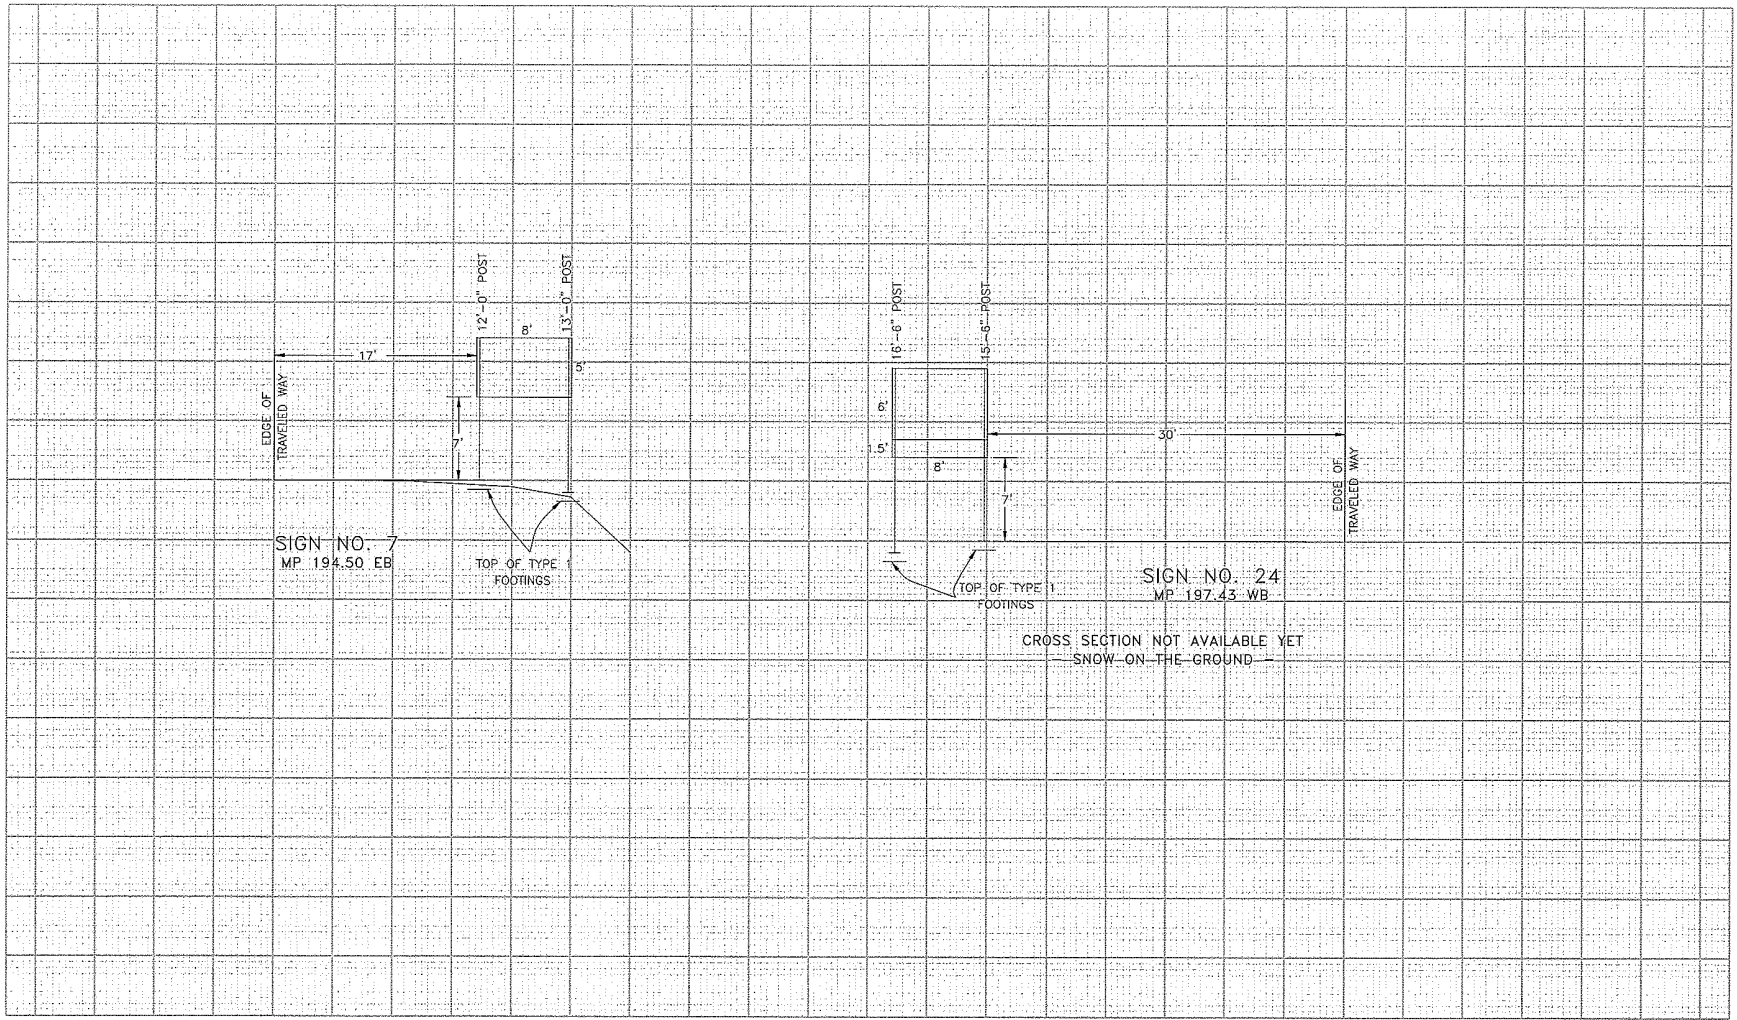 12'-0" POST
13'-0" POST
8'
17'
5'
EDGE OF
TRAVELED WAY
7'
SIGN NO. 7
MP 194.50 EB
TOP OF TYPE 1
FOOTINGS
16'-6" POST
15'-6" POST
6'
1.5'
8'
30'
7'
EDGE OF
TRAVELED WAY
TOP OF TYPE 1
FOOTINGS
SIGN NO. 24
MP 197.43 WB
CROSS SECTION NOT AVAILABLE YET
- SNOW ON THE GROUND -